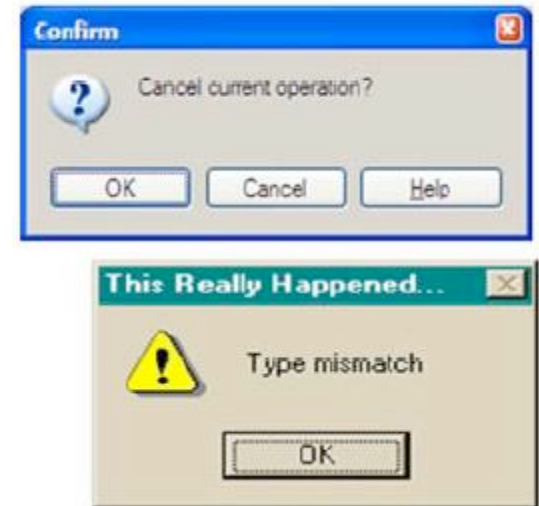 Confirm
Cancel current operation?
OK Cancel Help
This Really Happened...
Type mismatch
OK